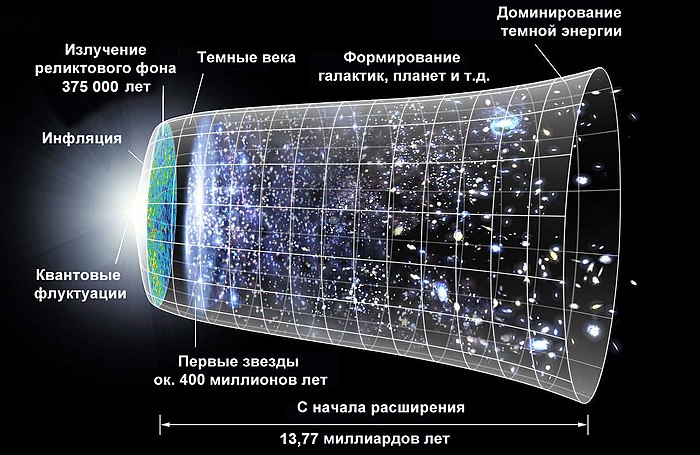 Доминирование
темной энергии
Излучение
реликтового фона
375 000 лет
Темные века
Формирование
галактик, планет и т.д.
Инфляция
Квантовые
флуктуации
Первые звезды
ок. 400 миллионов лет
С начала расширения
13,77 миллиардов лет